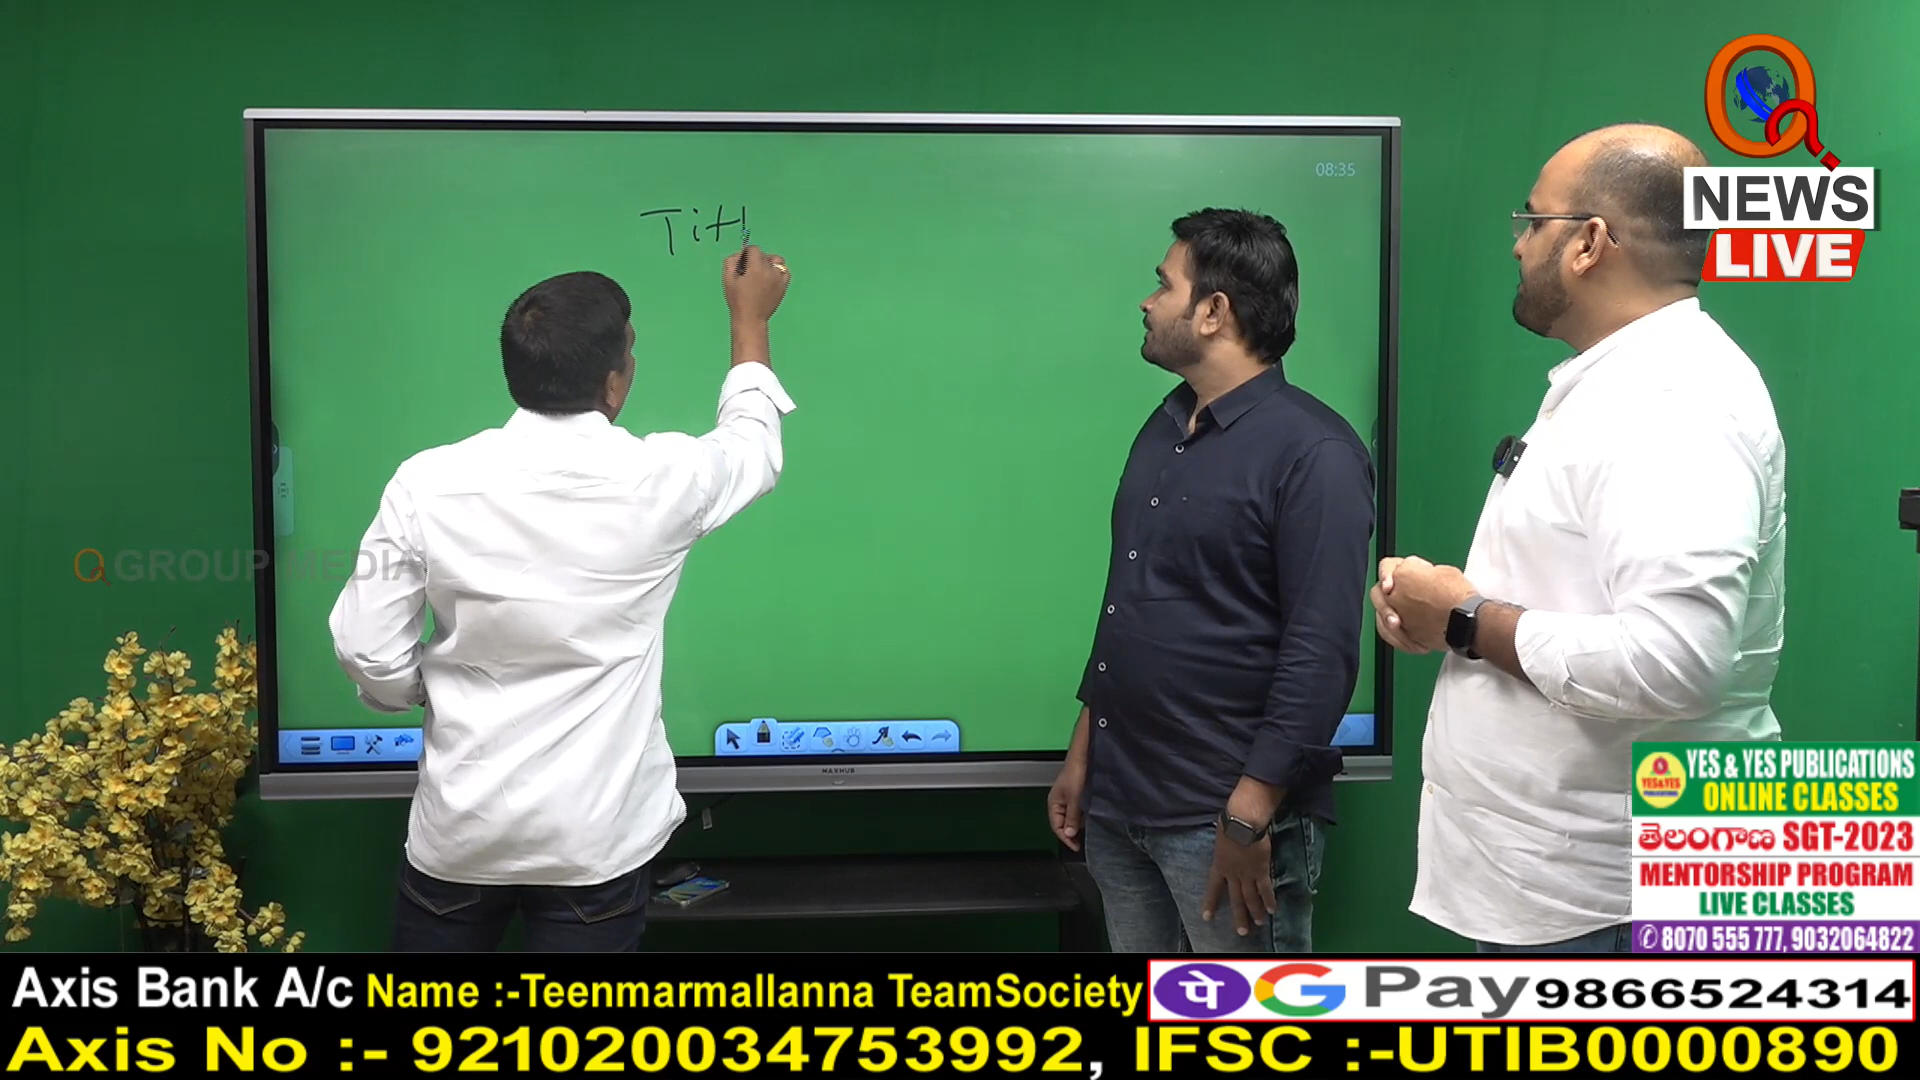 08:35
Titl
NEWS
LIVE
Q GROUP MEDIA
MAXHUB
YES & YES PUBLICATIONS
ONLINE CLASSES
తెలంగాణ SGT-2023
MENTORSHIP PROGRAM
LIVE CLASSES
8070 555 777, 9032064822
Axis Bank A/c Name :-Teenmarmallanna TeamSociety
पे G Pay 9866524314
Axis No :- 921020034753992, IFSC :-UTIB0000890